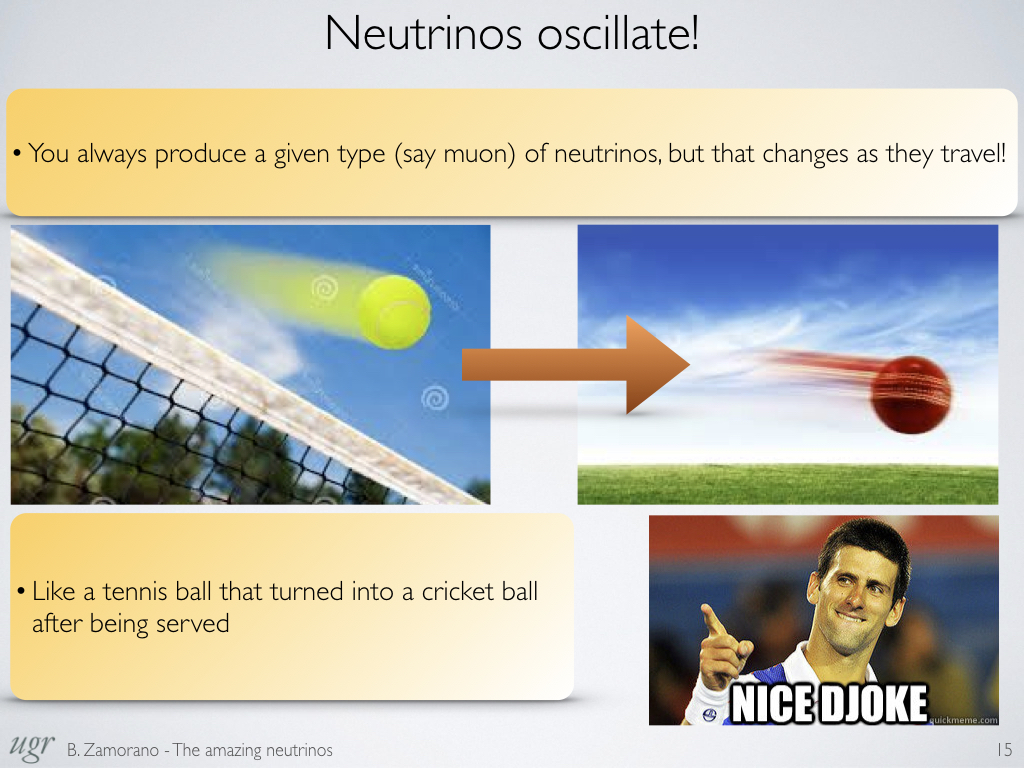 Neutrinos oscillate!
• You always produce a given type (say muon) of neutrinos, but that changes as they travel!
• Like a tennis ball that turned into a cricket ball
after being served
NICE DJOKE
quickmeme.com
ugr B. Zamorano - The amazing neutrinos
15